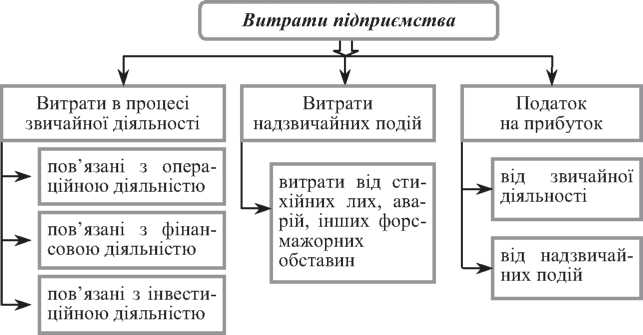 Витрати підприємства
Витрати в процесі
звичайної діяльності
пов’язані з опера-
ційною діяльністю
пов’язані з фінан-
совою діяльністю
пов’язані з інвести-
ційною діяльністю
Витрати
надзвичайних подій
витрати від сти-
хійних лих, ава-
рій, інших форс-
мажорних
обставин
Податок
на прибуток
від звичайної
діяльності
від надзвичай-
них подій